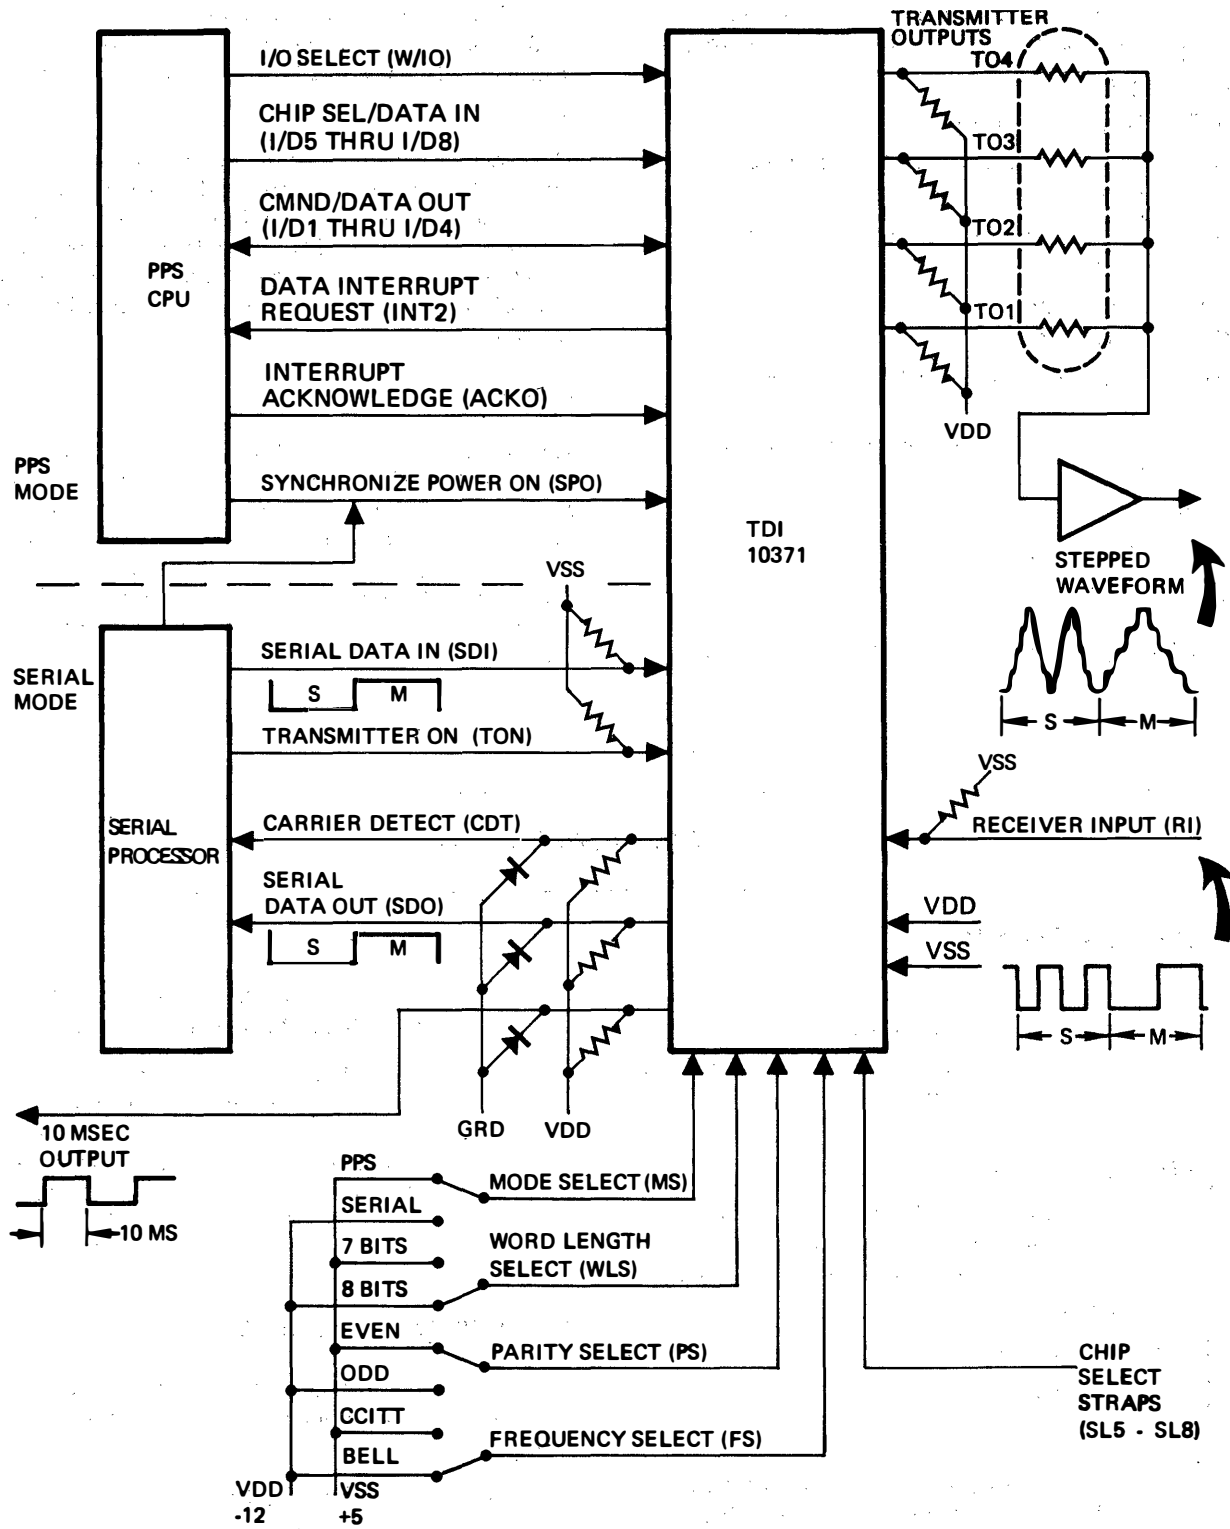 TRANSMITTER
OUTPUTS
I/O SELECT (W/IO)
TO4
CHIP SEL/DATA IN
(I/D5 THRU I/D8)
TO3
CMND/DATA OUT
(I/D1 THRU I/D4)
TO2
PPS
CPU
DATA INTERRUPT
REQUEST (INT2)
TO1
INTERRUPT
ACKNOWLEDGE (ACKO)
VDD
PPS
MODE
SYNCHRONIZE POWER ON (SPO)
TDI
10371
STEPPED
WAVEFORM
VSS
SERIAL
MODE
SERIAL DATA IN (SDI)
S
M
TRANSMITTER ON (TON)
S
M
VSS
SERIAL
PROCESSOR
CARRIER DETECT (CDT)
RECEIVER INPUT (RI)
SERIAL
DATA OUT (SDO)
S
M
VDD
VSS
S
M
10 MSEC
OUTPUT
GRD
VDD
10 MS
PPS
MODE SELECT (MS)
SERIAL
7 BITS
WORD LENGTH
SELECT (WLS)
8 BITS
EVEN
PARITY SELECT (PS)
ODD
CCITT
FREQUENCY SELECT (FS)
BELL
CHIP
SELECT
STRAPS
(SL5 - SL8)
VDD
-12
VSS
+5